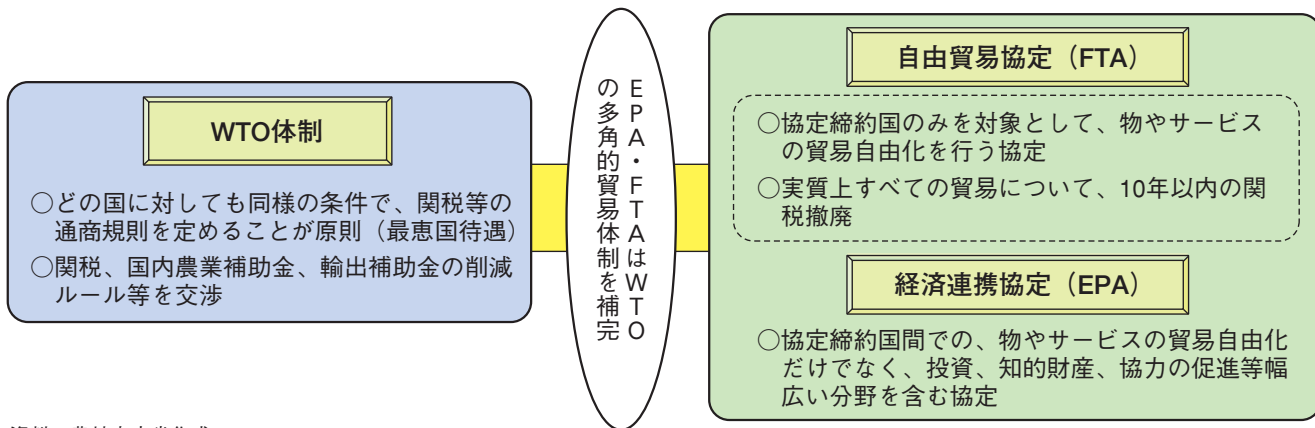 WTO体制
○どの国に対しても同様の条件で、関税等の
通商規則を定めることが原則（最恵国待遇）
○関税、国内農業補助金、輸出補助金の削減
ルール等を交渉
EPA・FTAはWTO
の多角的貿易体制を補完
自由貿易協定（FTA）
○協定締約国のみを対象として、物やサービス
の貿易自由化を行う協定
○実質上すべての貿易について、10年以内の関
税撤廃
経済連携協定（EPA）
○協定締約国間での、物やサービスの貿易自由化
だけでなく、投資、知的財産、協力の促進等幅
広い分野を含む協定